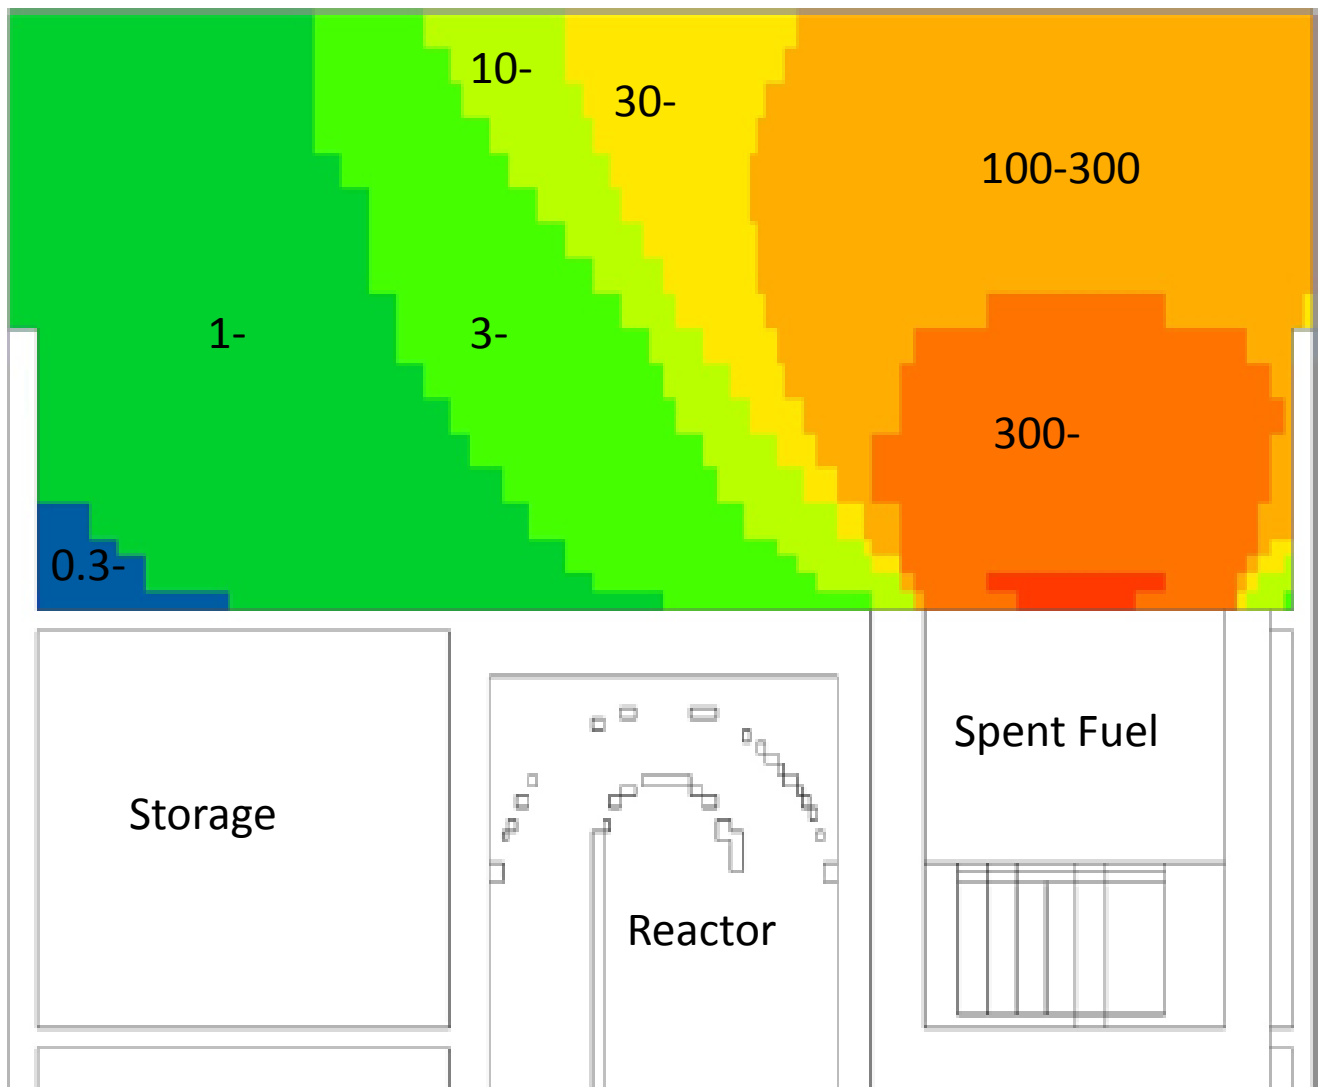 10-
30-
100-300
1-
3-
300-
0.3-
Spent Fuel
Storage
Reactor